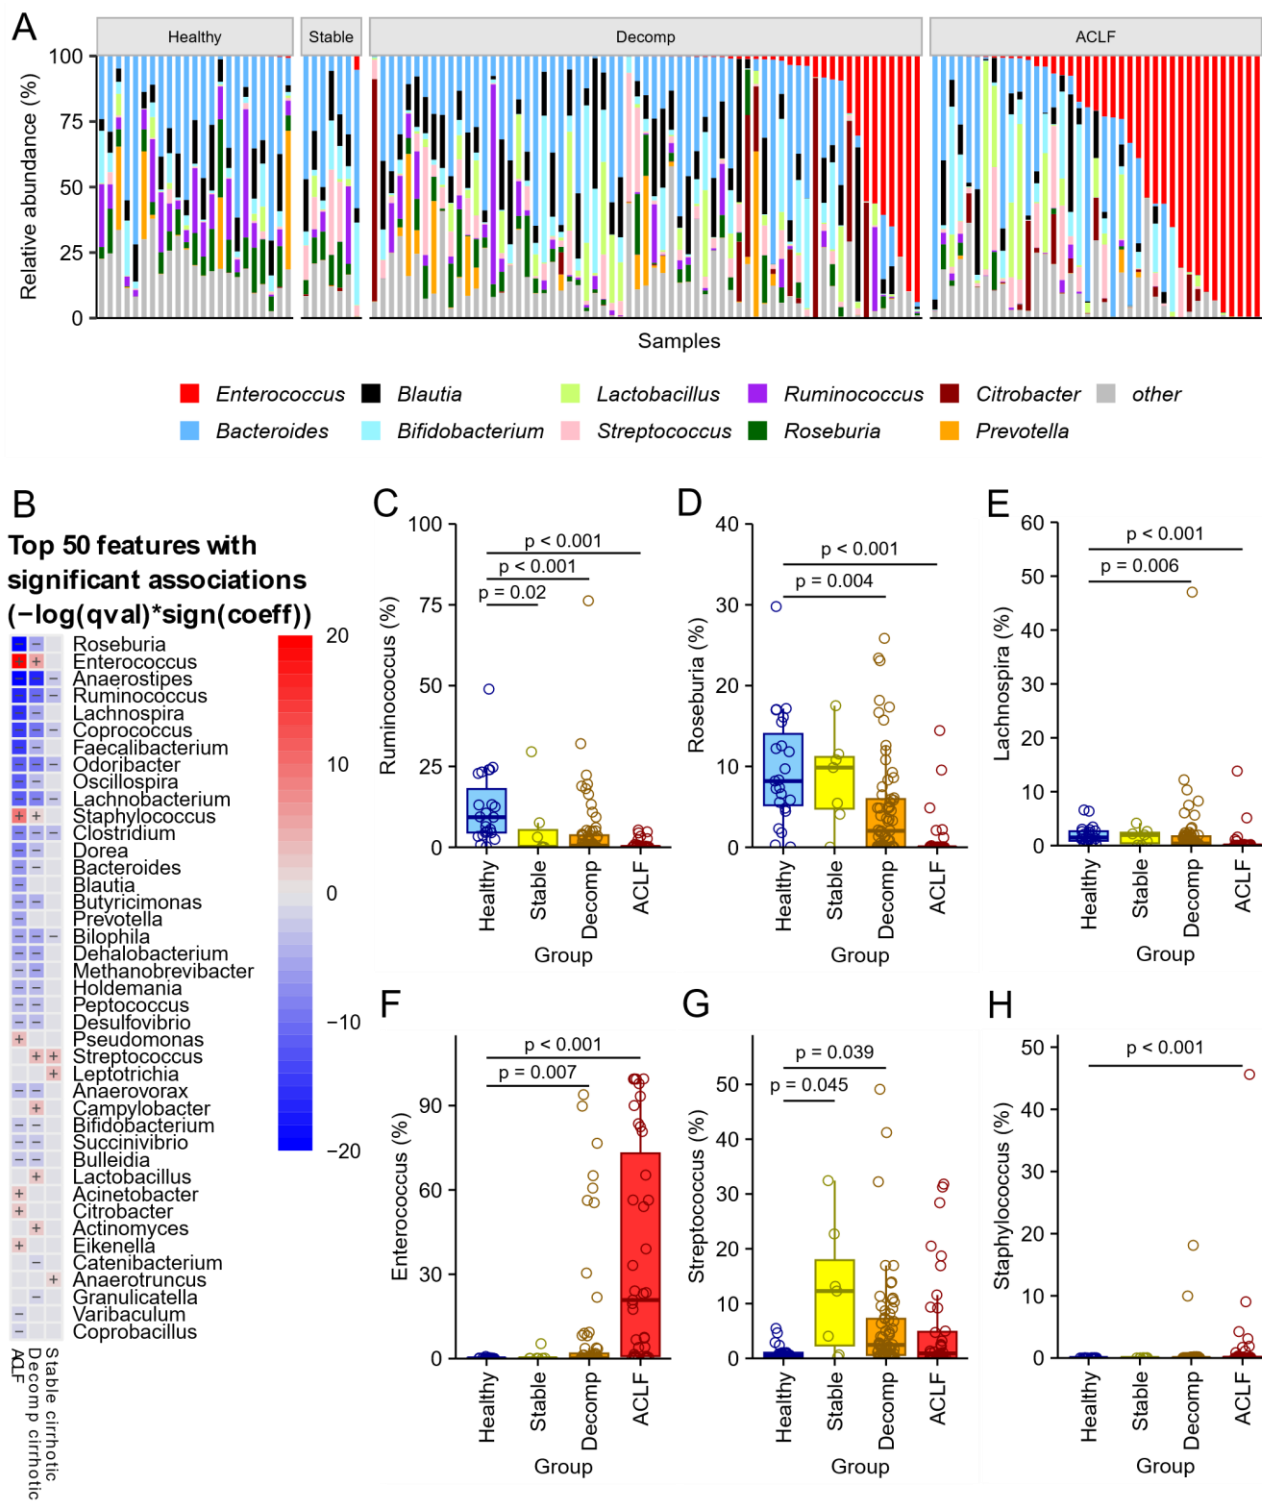 A
Healthy Stable Decomp ACLF
Relative abundance (%)
100
75
50
25
0
Samples
Enterococcus Blautia Lactobacillus Ruminococcus Citrobacter other
Bacteroides Bifidobacterium Streptococcus Roseburia Prevotella
B
Top 50 features with
significant associations
(−log(qval)*sign(coeff))
Roseburia
Enterococcus
Anaerostipes
Ruminococcus
Lachnospira
Coprococcus
Faecalibacterium
Odoribacter
Oscillospira
Lachnobacterium
Staphylococcus
Clostridium
Dorea
Bacteroides
Blautia
Butyricimonas
Prevotella
Bilophila
Dehalobacterium
Methanobrevibacter
Holdemania
Peptococcus
Desulfovibrio
Pseudomonas
Streptococcus
Leptotrichia
Anaerovorax
Campylobacter
Bifidobacterium
Succinivibrio
Bulleidia
Lactobacillus
Acinetobacter
Citrobacter
Actinomyces
Eikenella
Catenibacterium
Anaerotruncus
Granulicatella
Varibaculum
Coprobacillus
20
10
0
−10
−20
ACLF
Decomp cirrhotic
Stable cirrhotic
C
Ruminococcus (%)
100
75
50
25
0
p < 0.001
p < 0.001
p = 0.02
Healthy
Stable
Decomp
ACLF
Group
D
Roseburia (%)
40
30
20
10
0
p < 0.001
p = 0.004
Healthy
Stable
Decomp
ACLF
Group
E
Lachnospira (%)
60
50
40
30
20
10
0
p < 0.001
p = 0.006
Healthy
Stable
Decomp
ACLF
Group
F
Enterococcus (%)
90
60
30
0
p < 0.001
p = 0.007
Healthy
Stable
Decomp
ACLF
Group
G
Streptococcus (%)
50
40
30
20
10
0
p = 0.039
p = 0.045
Healthy
Stable
Decomp
ACLF
Group
H
Staphylococcus (%)
50
40
30
20
10
0
p < 0.001
Healthy
Stable
Decomp
ACLF
Group